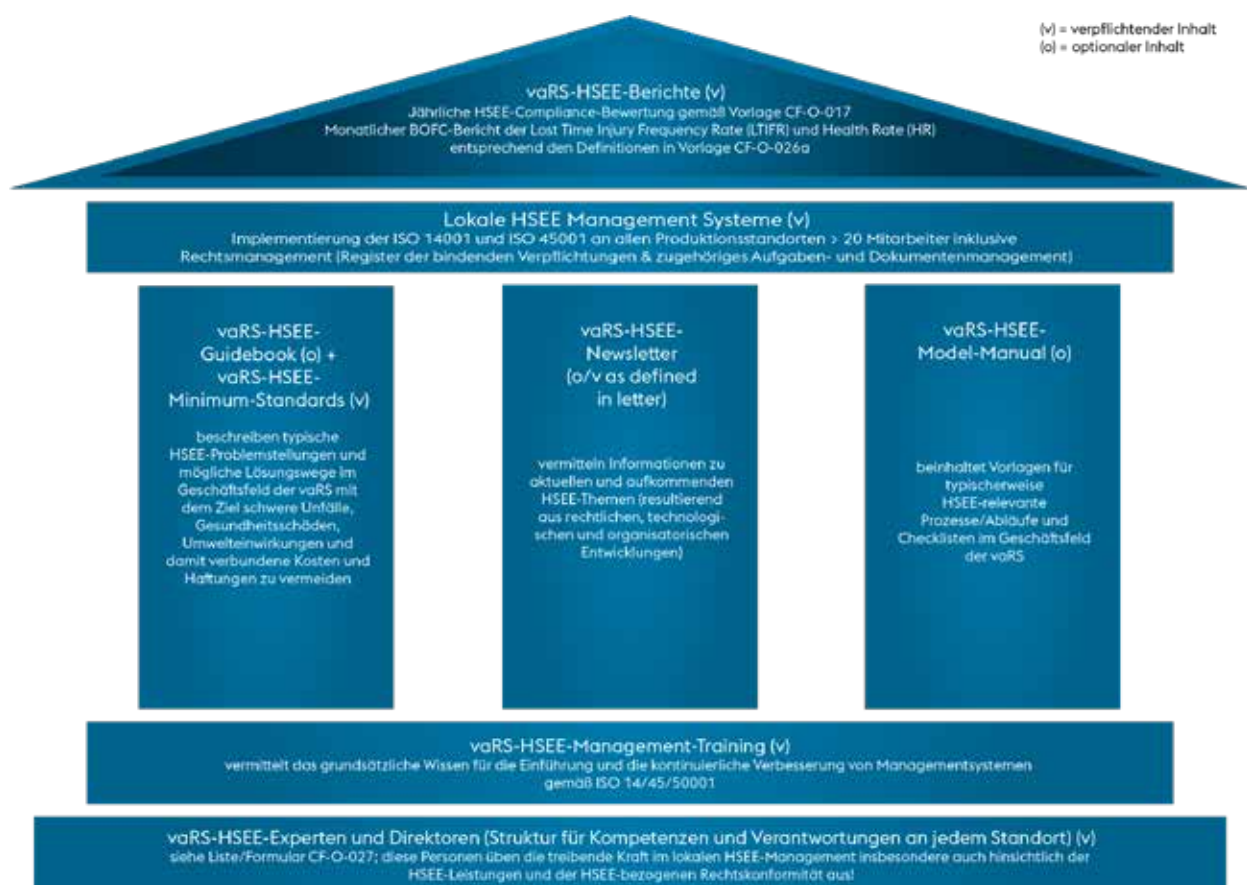 (v) = verpflichtender Inhalt
(o) = optionaler Inhalt
vaRS-HSEE-Berichte (v)
Jährliche HSEE-Compliance-Bewertung gemäß Vorlage CF-O-017
Monatlicher BOFC-Bericht der Lost Time Injury Frequency Rate (LTIFR) und Health Rate (HR)
entsprechend den Definitionen in Vorlage CF-O-026a
Lokale HSEE Management Systeme (v)
Implementierung der ISO 14001 und ISO 45001 an allen Produktionsstandorten > 20 Mitarbeiter inklusive
Rechtsmanagement (Register der bindenden Verpflichtungen & zugehöriges Aufgaben- und Dokumentenmanagement)
vaRS-HSEE-
Guidebook (o) +
vaRS-HSEE-
Minimum-Standards (v)
beschreiben typische
HSEE-Problemstellungen und
mögliche Lösungswege im
Geschäftsfeld der vaRS mit
dem Ziel schwere Unfälle,
Gesundheitsschäden,
Umwelteinwirkungen und
damit verbundene Kosten und
Haftungen zu vermeiden
vaRS-HSEE-
Newsletter
(o/v as defined
in letter)
vermitteln Informationen zu
aktuellen und aufkommenden
HSEE-Themen (resultierend
aus rechtlichen, technologi-
schen und organisatorischen
Entwicklungen)
vaRS-HSEE-
Model-Manual (o)
beinhaltet Vorlagen für
typischerweise
HSEE-relevante
Prozesse/Abläufe und
Checklisten im Geschäftsfeld
der vaRS
vaRS-HSEE-Management-Training (v)
vermittelt das grundsätzliche Wissen für die Einführung und die kontinuierliche Verbesserung von Managementsystemen
gemäß ISO 14/45/50001
vaRS-HSEE-Experten und Direktoren (Struktur für Kompetenzen und Verantwortungen an jedem Standort) (v)
siehe Liste/Formular CF-O-027; diese Personen üben die treibende Kraft im lokalen HSEE-Management insbesondere auch hinsichtlich der
HSEE-Leistungen und der HSEE-bezogenen Rechtskonformität aus!